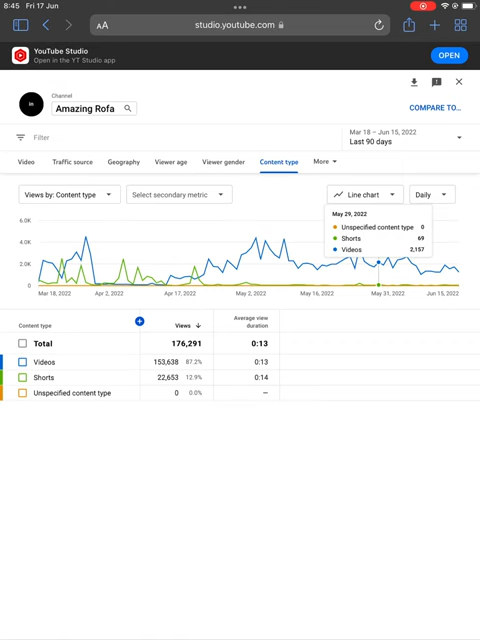 8:45 Fri 17 Jun
AA studio.youtube.com
YouTube Studio
Open in the YT Studio app
OPEN
in
Channel
Amazing Rofa
COMPARE TO...
Filter
Mar 18 – Jun 15, 2022
Last 90 days
Video Traffic source Geography Viewer age Viewer gender Content type More
Views by: Content type Select secondary metric Line chart Daily
May 29, 2022
Unspecified content type 0
Shorts 69
Videos 2,157
6.0K
4.0K
2.0K
0
Mar 18, 2022 Apr 2, 2022 Apr 17, 2022 May 2, 2022 May 16, 2022 May 31, 2022 Jun 15, 2022
Content type Views Average view duration
Total 176,291 0:13
Videos 153,638 87.2% 0:13
Shorts 22,653 12.9% 0:14
Unspecified content type 0 0.0% —